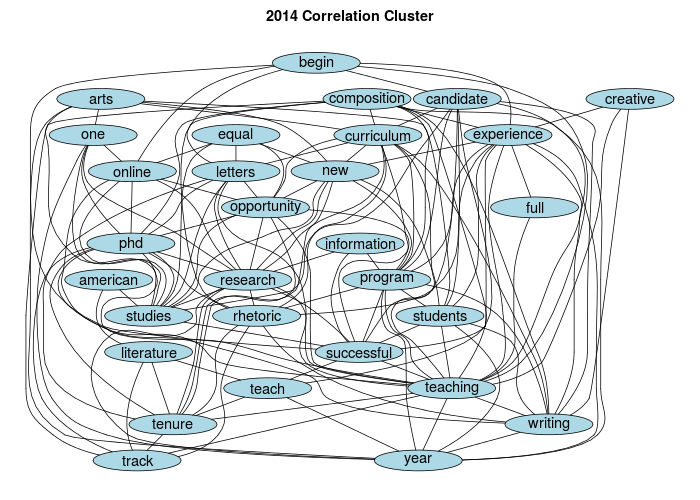 2014 Correlation Cluster
begin
arts
composition
candidate
creative
one
equal
curriculum
experience
online
letters
new
opportunity
full
phd
information
american
research
program
studies
rhetoric
students
literature
successful
teach
teaching
tenure
writing
track
year